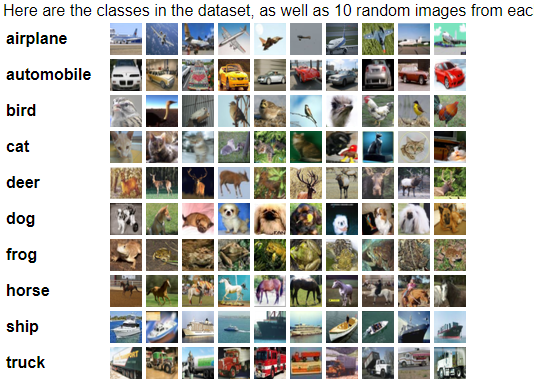 Here are the classes in the dataset, as well as 10 random images from eac
airplane
automobile
bird
cat
deer
dog
frog
horse
ship
truck